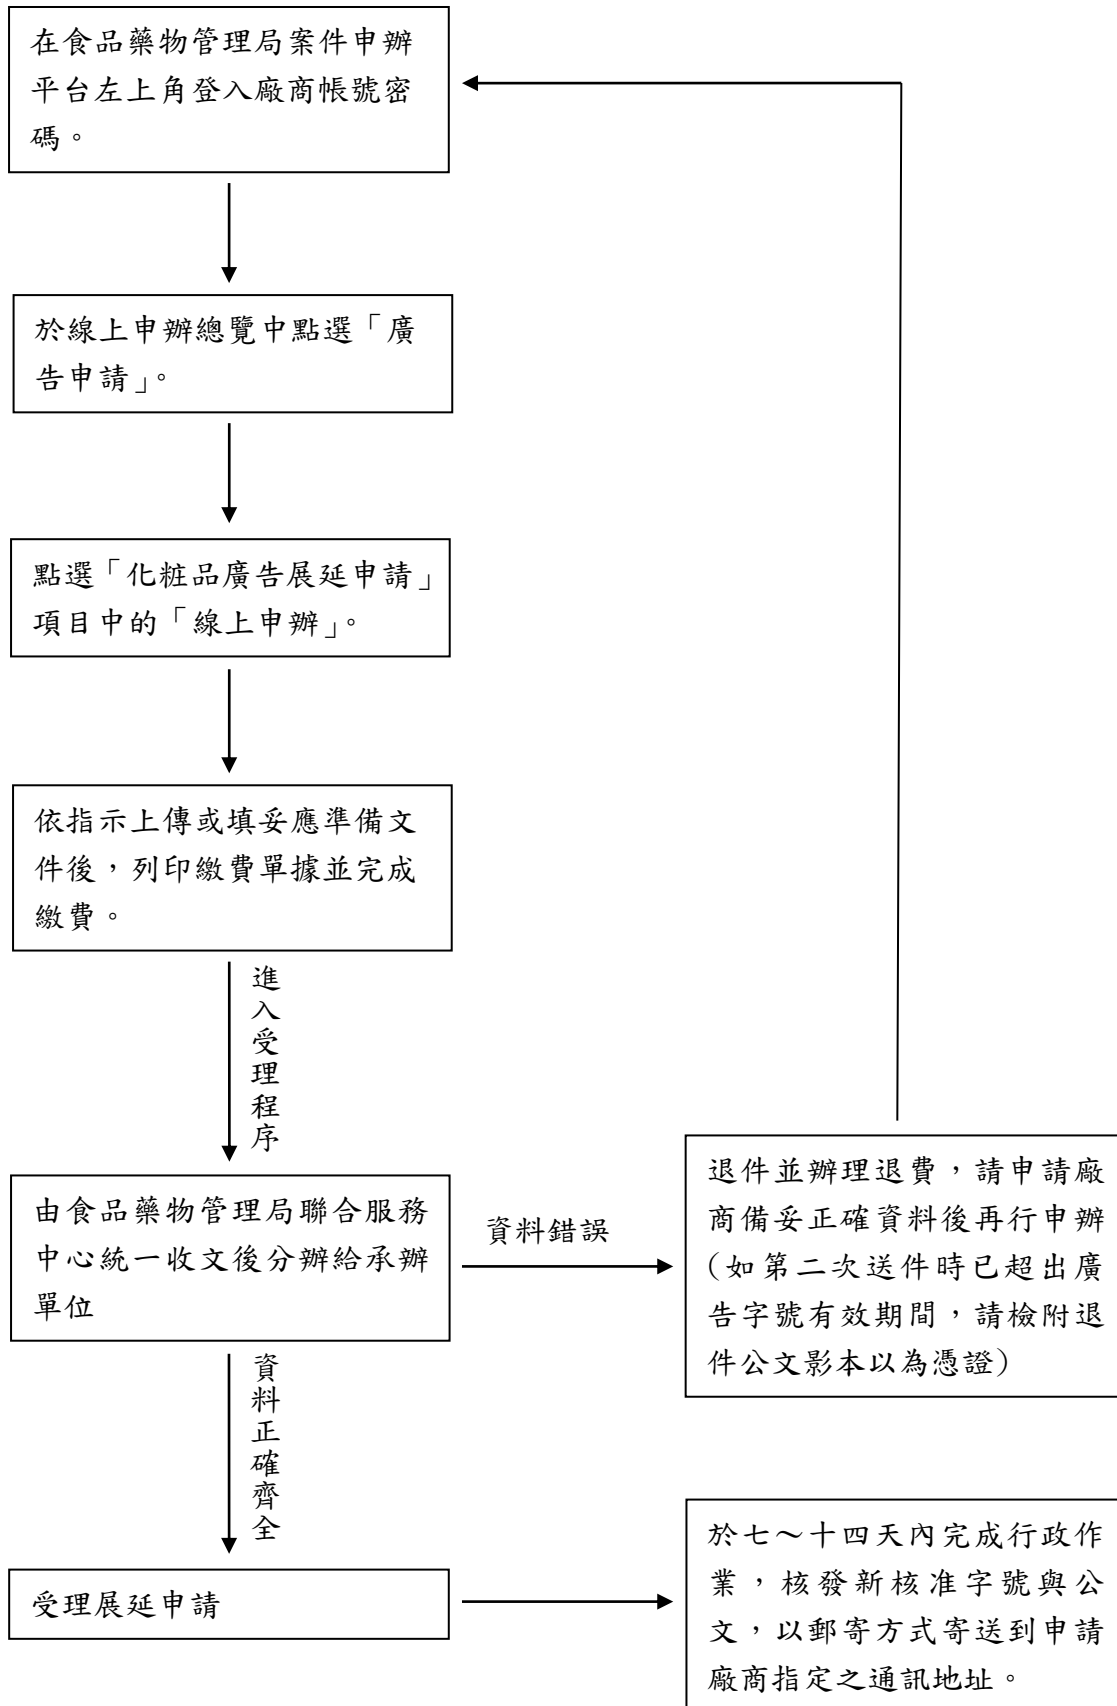 在食品藥物管理局案件申辦
平台左上角登入廠商帳號密
碼。
於線上申辦總覽中點選「廣
告申請」。
點選「化粧品廣告展延申請」
項目中的「線上申辦」。
依指示上傳或填妥應準備文
件後，列印繳費單據並完成
繳費。
進入受理程序
由食品藥物管理局聯合服務
中心統一收文後分辦給承辦
單位
資料錯誤
退件並辦理退費，請申請廠
商備妥正確資料後再行申辦
(如第二次送件時已超出廣
告字號有效期間，請檢附退
件公文影本以為憑證)
資料正確齊全
受理展延申請
於七～十四天內完成行政作
業，核發新核准字號與公
文，以郵寄方式寄送到申請
廠商指定之通訊地址。